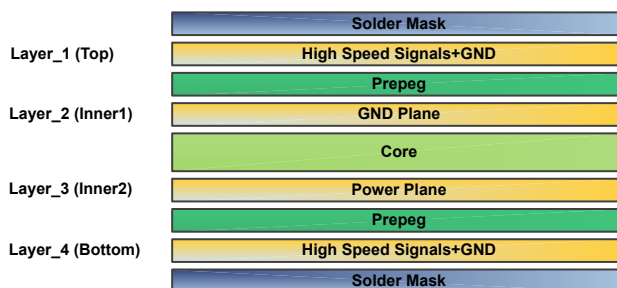 Solder Mask
Layer_1 (Top) High Speed Signals+GND
Prepeg
Layer_2 (Inner1) GND Plane
Core
Layer_3 (Inner2) Power Plane
Prepeg
Layer_4 (Bottom) High Speed Signals+GND
Solder Mask